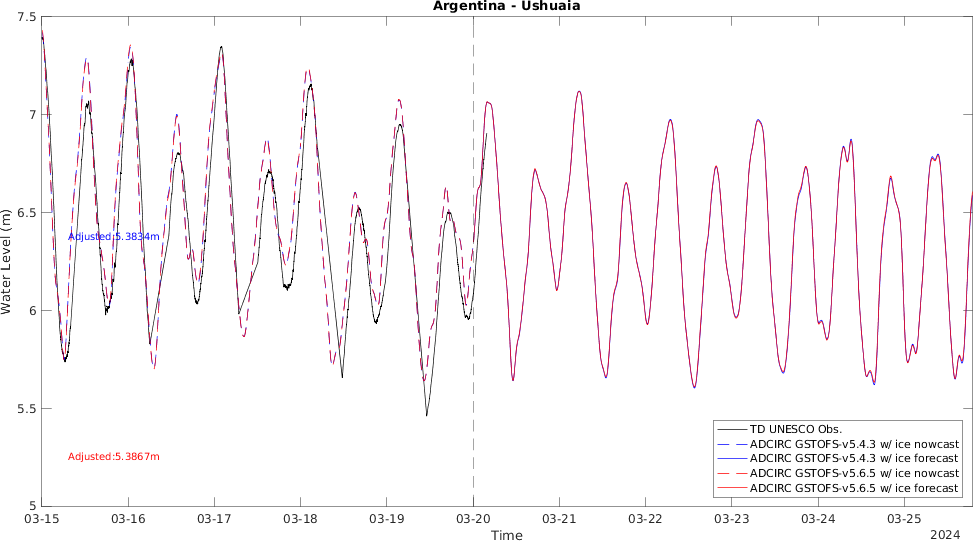 Argentina - Ushuaia
7.5
7
6.5
6
5.5
5
Water Level (m)
Adjusted:5.3834m
Adjusted:5.3867m
TD UNESCO Obs.
ADCIRC GSTOFS-v5.4.3 w/ ice nowcast
ADCIRC GSTOFS-v5.4.3 w/ ice forecast
ADCIRC GSTOFS-v5.6.5 w/ ice nowcast
ADCIRC GSTOFS-v5.6.5 w/ ice forecast
03-15 03-16 03-17 03-18 03-19 03-20 03-21 03-22 03-23 03-24 03-25
Time
2024